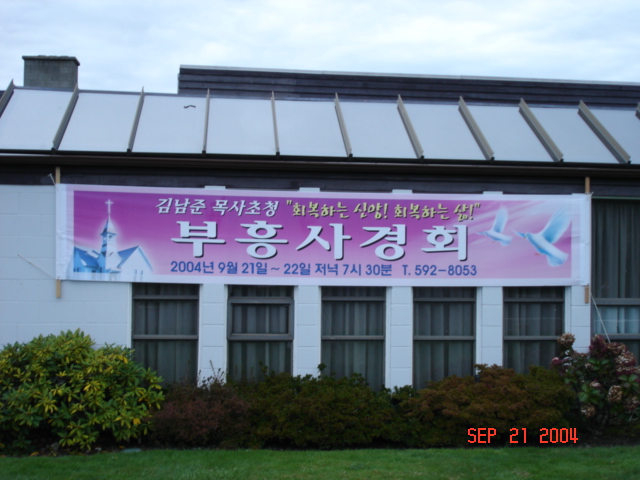 김남준 목사초청 "회복하는 신앙! 회복하는 삶!"
부흥사경회
2004년 9월 21일~22일 저녁 7시 30분 T. 592-8053
SEP 21 2004